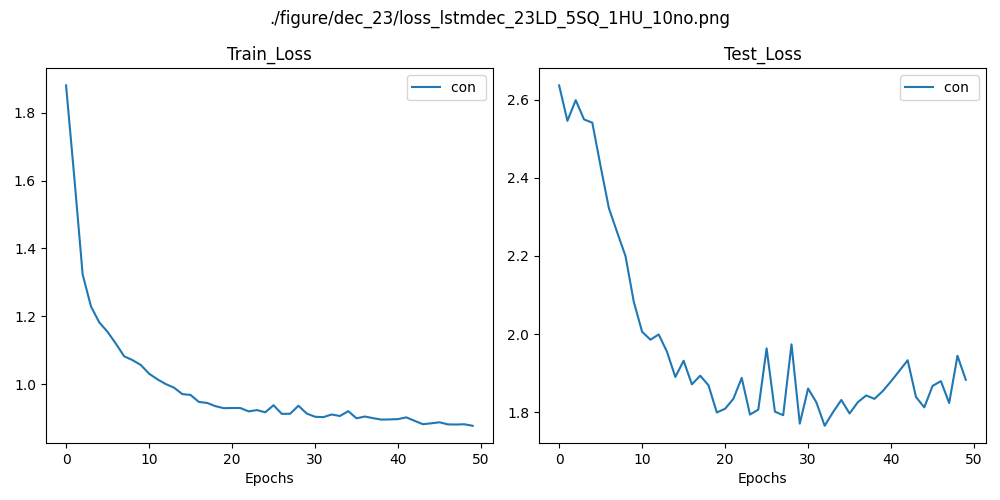 ./figure/dec_23/loss_lstmdec_23LD_5SQ_1HU_10no.png
Train_Loss
con
1.8
1.6
1.4
1.2
1.0
0 10 20 30 40 50
Epochs
Test_Loss
con
2.6
2.4
2.2
2.0
1.8
0 10 20 30 40 50
Epochs